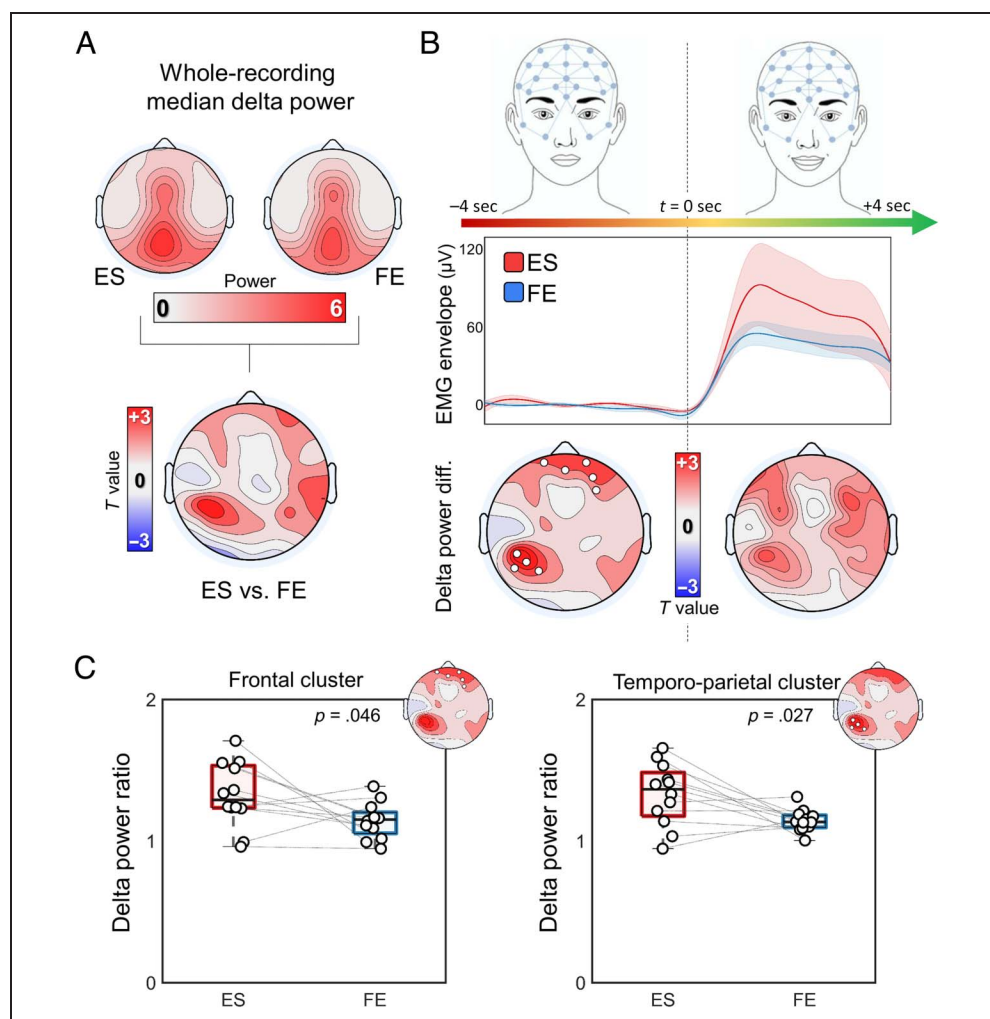 A
Whole-recording
median delta power
ES
FE
Power
0
6
+3
0
−3
T value
ES vs. FE
B
−4 sec
t = 0 sec
+4 sec
120
60
0
EMG envelope (µV)
ES
FE
Delta power diff.
+3
0
−3
T value
C
Frontal cluster
p = .046
2
1
0
Delta power ratio
ES
FE
Temporo-parietal cluster
p = .027
2
1
0
Delta power ratio
ES
FE